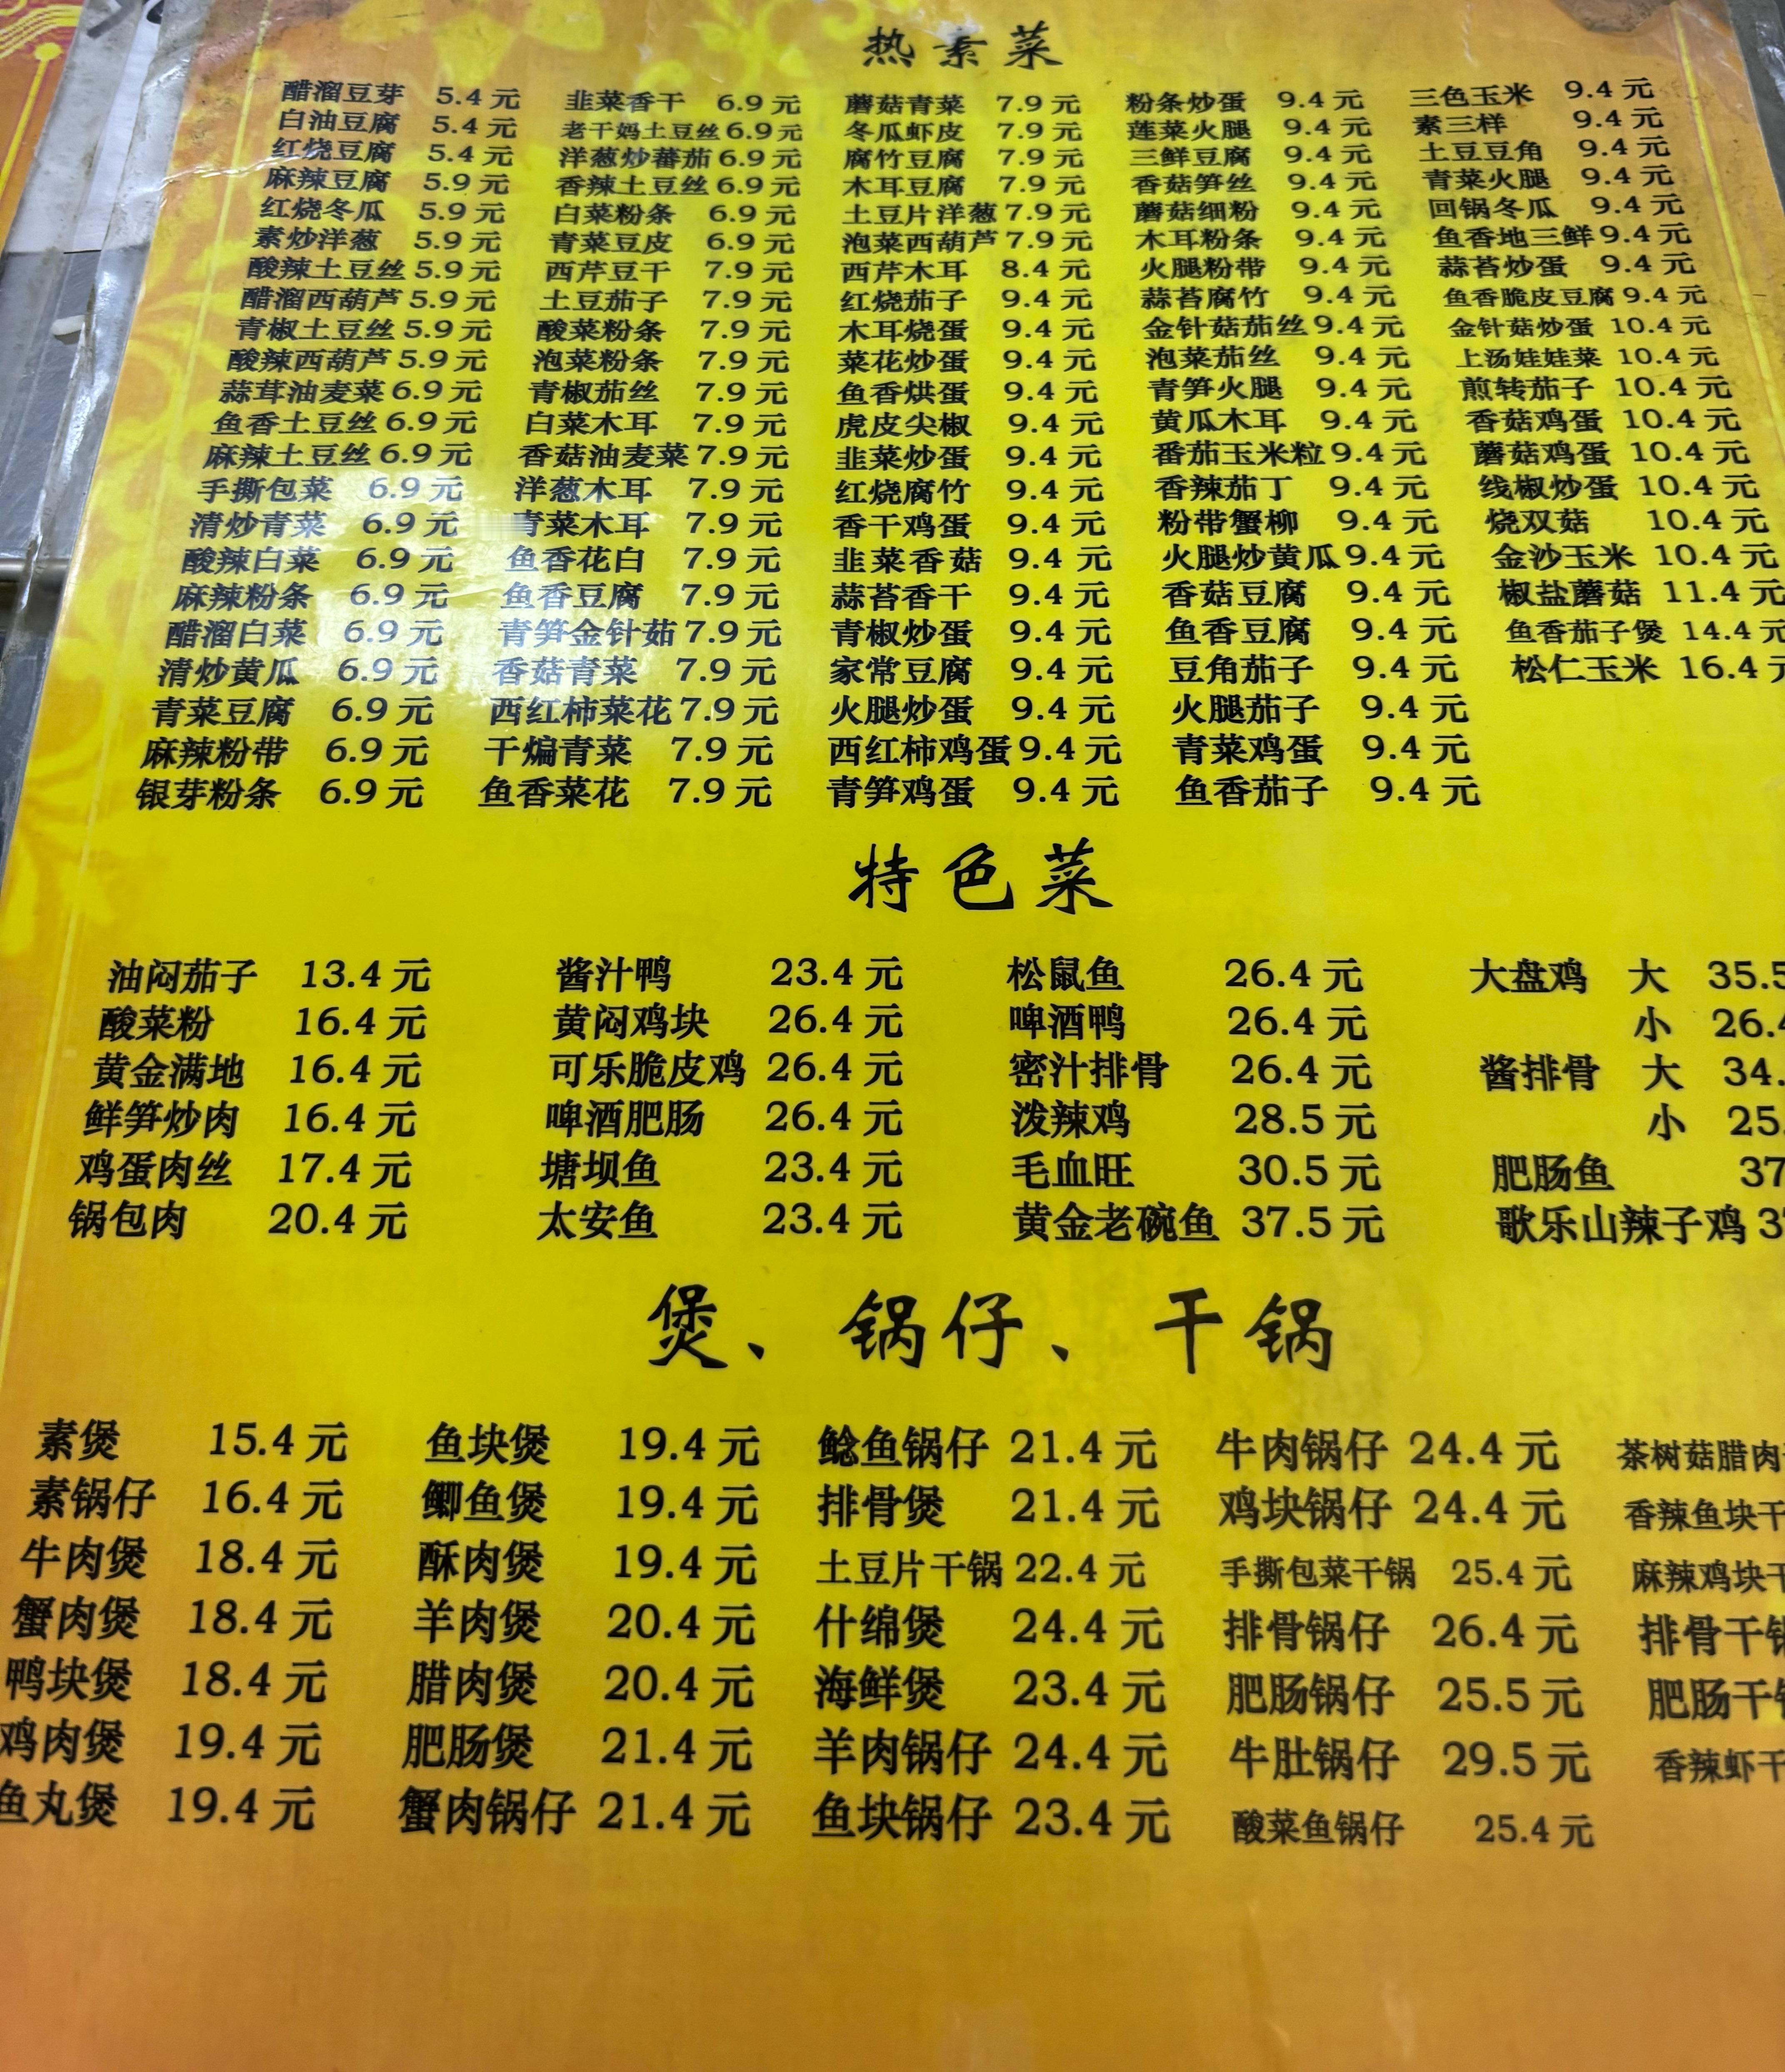 热素菜
醋溜豆芽 5.4元 韭菜香干 6.9元 蘑菇青菜 7.9元 粉条炒蛋 9.4元 三色玉米 9.4元
白油豆腐 5.4元 老干妈土豆丝 6.9元 冬瓜虾皮 7.9元 莲菜火腿 9.4元 素三样 9.4元
红烧豆腐 5.4元 洋葱炒蕃茄 6.9元 腐竹豆腐 7.9元 三鲜豆腐 9.4元 土豆豆角 9.4元
麻辣豆腐 5.9元 香辣土豆丝 6.9元 木耳豆腐 7.9元 香菇笋丝 9.4元 青菜火腿 9.4元
红烧冬瓜 5.9元 白菜粉条 6.9元 土豆片洋葱 7.9元 蘑菇细粉 9.4元 回锅冬瓜 9.4元
素炒洋葱 5.9元 青菜豆皮 6.9元 泡菜西葫芦 7.9元 木耳粉条 9.4元 鱼香地三鲜 9.4元
酸辣土豆丝 5.9元 西芹豆干 7.9元 西芹木耳 8.4元 火腿粉带 9.4元 蒜苔炒蛋 9.4元
醋溜西葫芦 5.9元 土豆茄子 7.9元 红烧茄子 9.4元 蒜苔腐竹 9.4元 鱼香脆皮豆腐 9.4元
青椒土豆丝 5.9元 酸菜粉条 7.9元 木耳烧蛋 9.4元 金针菇茄丝 9.4元 金针菇炒蛋 10.4元
酸辣西葫芦 5.9元 泡菜粉条 7.9元 菜花炒蛋 9.4元 泡菜茄丝 9.4元 上汤娃娃菜 10.4元
蒜茸油麦菜 6.9元 青椒茄丝 7.9元 鱼香烘蛋 9.4元 青笋火腿 9.4元 煎转茄子 10.4元
鱼香土豆丝 6.9元 白菜木耳 7.9元 虎皮尖椒 9.4元 黄瓜木耳 9.4元 香菇鸡蛋 10.4元
麻辣土豆丝 6.9元 香菇油麦菜 7.9元 韭菜炒蛋 9.4元 番茄玉米粒 9.4元 蘑菇鸡蛋 10.4元
手撕包菜 6.9元 洋葱木耳 7.9元 红烧腐竹 9.4元 香辣茄丁 9.4元 线椒炒蛋 10.4元
清炒青菜 6.9元 青菜木耳 7.9元 香干鸡蛋 9.4元 粉带蟹柳 9.4元 烧双菇 10.4元
酸辣白菜 6.9元 鱼香花白 7.9元 韭菜香菇 9.4元 火腿炒黄瓜 9.4元 金沙玉米 10.4元
麻辣粉条 6.9元 鱼香豆腐 7.9元 蒜苔香干 9.4元 香菇豆腐 9.4元 椒盐蘑菇 11.4元
醋溜白菜 6.9元 青笋金针茹 7.9元 青椒炒蛋 9.4元 鱼香豆腐 9.4元 鱼香茄子煲 14.4元
清炒黄瓜 6.9元 香菇青菜 7.9元 家常豆腐 9.4元 豆角茄子 9.4元 松仁玉米 16.4元
青菜豆腐 6.9元 西红柿菜花 7.9元 火腿炒蛋 9.4元 火腿茄子 9.4元
麻辣粉带 6.9元 干煸青菜 7.9元 西红柿鸡蛋 9.4元 青菜鸡蛋 9.4元
银芽粉条 6.9元 鱼香菜花 7.9元 青笋鸡蛋 9.4元 鱼香茄子 9.4元
特色菜
油闷茄子 13.4元 酱汁鸭 23.4元 松鼠鱼 26.4元 大盘鸡 大 35.5
酸菜粉 16.4元 黄闷鸡块 26.4元 啤酒鸭 26.4元 小 26.4
黄金满地 16.4元 可乐脆皮鸡 26.4元 密汁排骨 26.4元 酱排骨 大 34.
鲜笋炒肉 16.4元 啤酒肥肠 26.4元 泼辣鸡 28.5元 小 25.
鸡蛋肉丝 17.4元 塘坝鱼 23.4元 毛血旺 30.5元 肥肠鱼 37
锅包肉 20.4元 太安鱼 23.4元 黄金老碗鱼 37.5元 歌乐山辣子鸡
煲、锅仔、干锅
素煲 15.4元 鱼块煲 19.4元 鲶鱼锅仔 21.4元 牛肉锅仔 24.4元 茶树菇腊肉
素锅仔 16.4元 鲫鱼煲 19.4元 排骨煲 21.4元 鸡块锅仔 24.4元 香辣鱼块干
牛肉煲 18.4元 酥肉煲 19.4元 土豆片干锅 22.4元 手撕包菜干锅 25.4元 麻辣鸡块干
蟹肉煲 18.4元 羊肉煲 20.4元 什绵煲 24.4元 排骨锅仔 26.4元 排骨干锅
鸭块煲 18.4元 腊肉煲 20.4元 海鲜煲 23.4元 肥肠锅仔 25.5元 肥肠干锅
鸡肉煲 19.4元 肥肠煲 21.4元 羊肉锅仔 24.4元 牛肚锅仔 29.5元 香辣虾干
鱼丸煲 19.4元 蟹肉锅仔 21.4元 鱼块锅仔 23.4元 酸菜鱼锅仔 25.4元